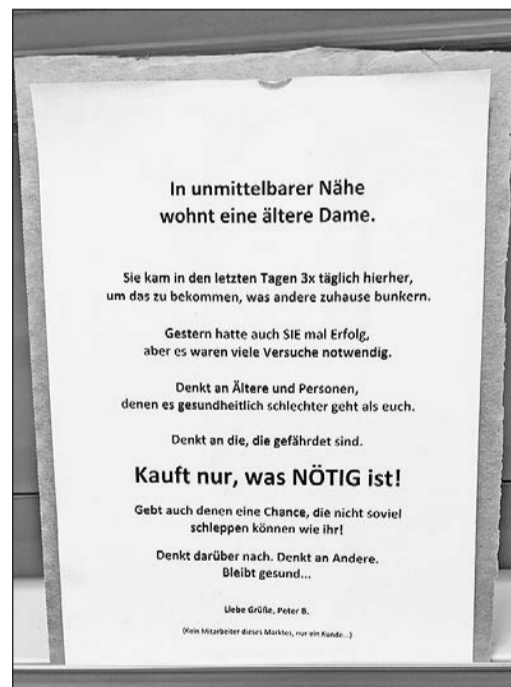 In unmittelbarer Nähe
wohnt eine ältere Dame.
Sie kam in den letzten Tagen 3x täglich hierher,
um das zu bekommen, was andere zuhause bunkern.
Gestern hatte auch SIE mal Erfolg,
aber es waren viele Versuche notwendig.
Denkt an Ältere und Personen,
denen es gesundheitlich schlechter geht als euch.
Denkt an die, die gefährdet sind.
Kauft nur, was NÖTIG ist!
Gebt auch denen eine Chance, die nicht soviel
schleppen können wie ihr!
Denkt darüber nach. Denkt an Andere.
Bleibt gesund...
Liebe Grüße, Peter B.
(Kein Mitarbeiter dieses Marktes, nur ein Kunde...)